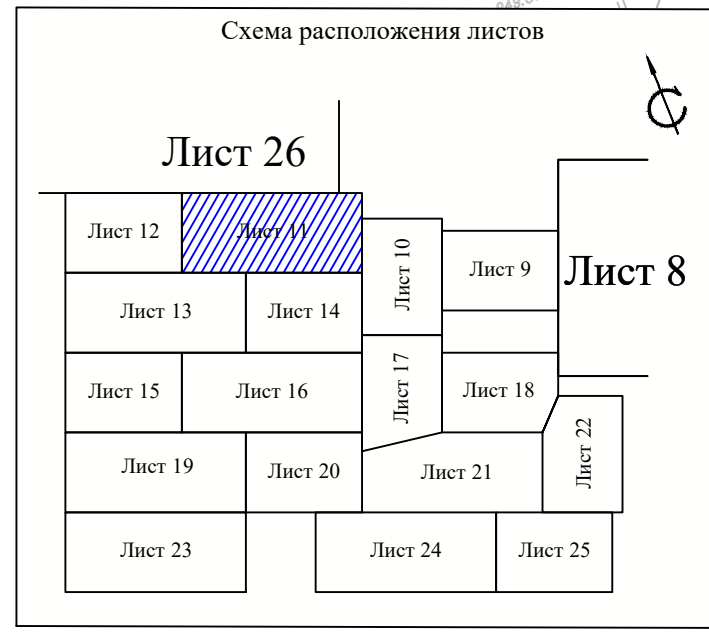 Схема расположения листов
С
Лист 26
Лист 12
Лист 11
Лист 10
Лист 9
Лист 8
Лист 13
Лист 14
Лист 15
Лист 16
Лист 17
Лист 18
Лист 19
Лист 20
Лист 21
Лист 22
Лист 23
Лист 24
Лист 25